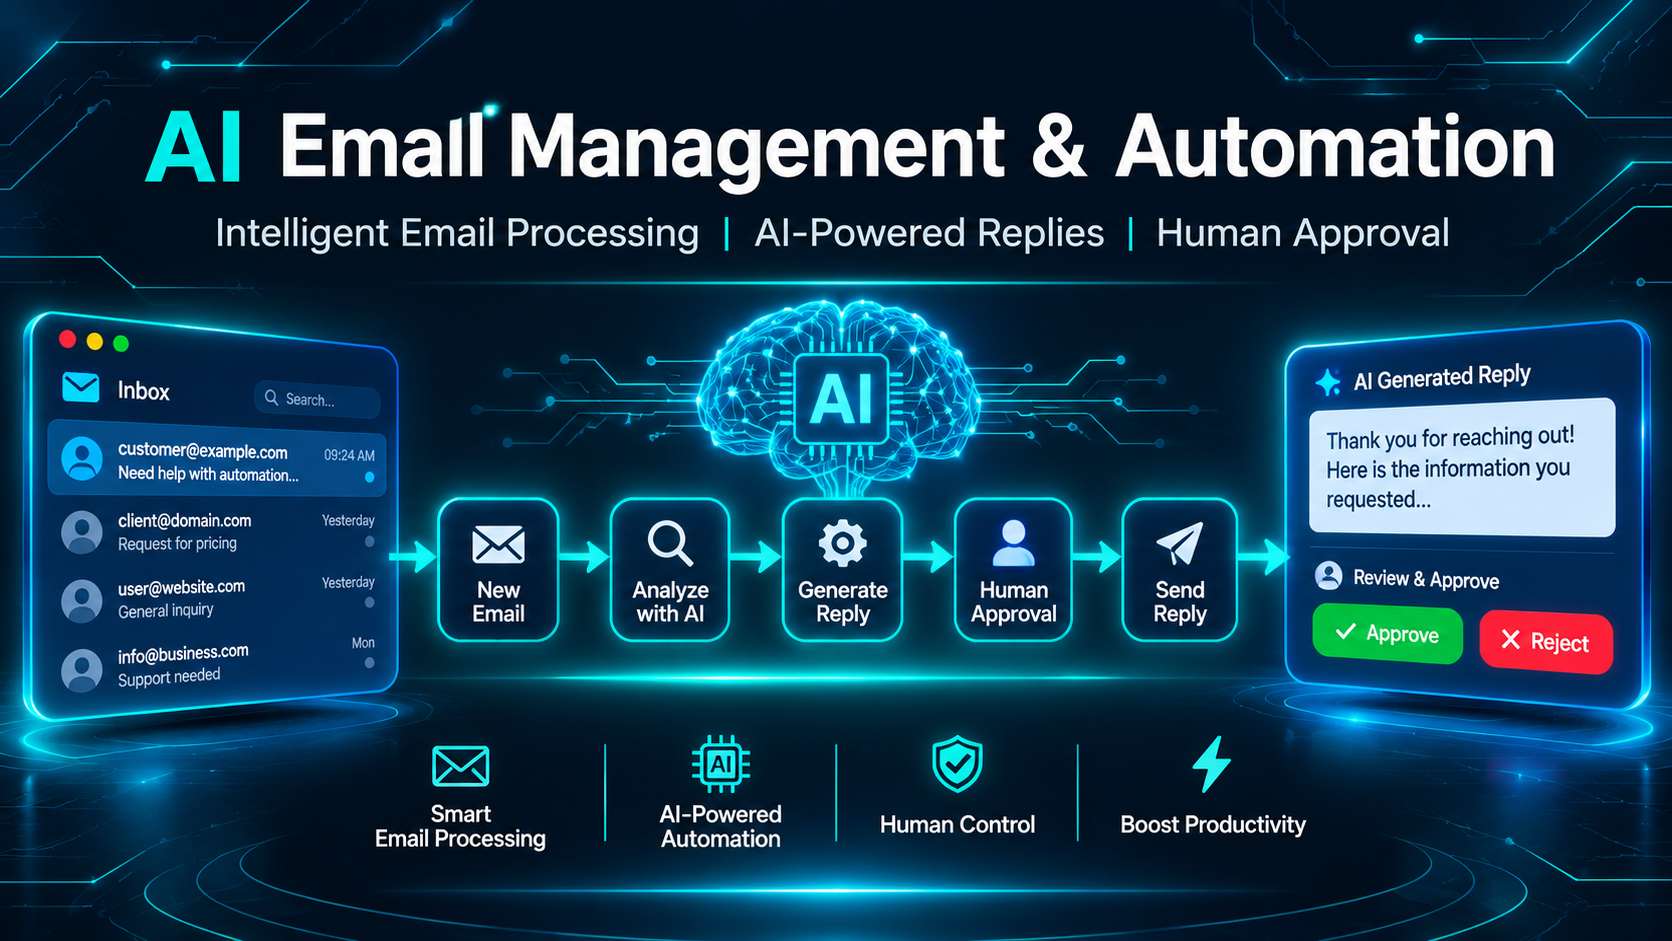 AI Email Management & Automation
Intelligent Email Processing | AI-Powered Replies | Human Approval
Inbox
Search...
customer@example.com
09:24 AM
Need help with automation...
client@domain.com
Yesterday
Request for pricing
user@website.com
Yesterday
General inquiry
info@business.com
Mon
Support needed
AI
New
Email
Analyze
with AI
Generate
Reply
Human
Approval
Send
Reply
AI Generated Reply
Thank you for reaching out!
Here is the information you
requested...
Review & Approve
Approve
Reject
Smart
Email Processing
AI
AI-Powered
Automation
Human Control
Boost Productivity